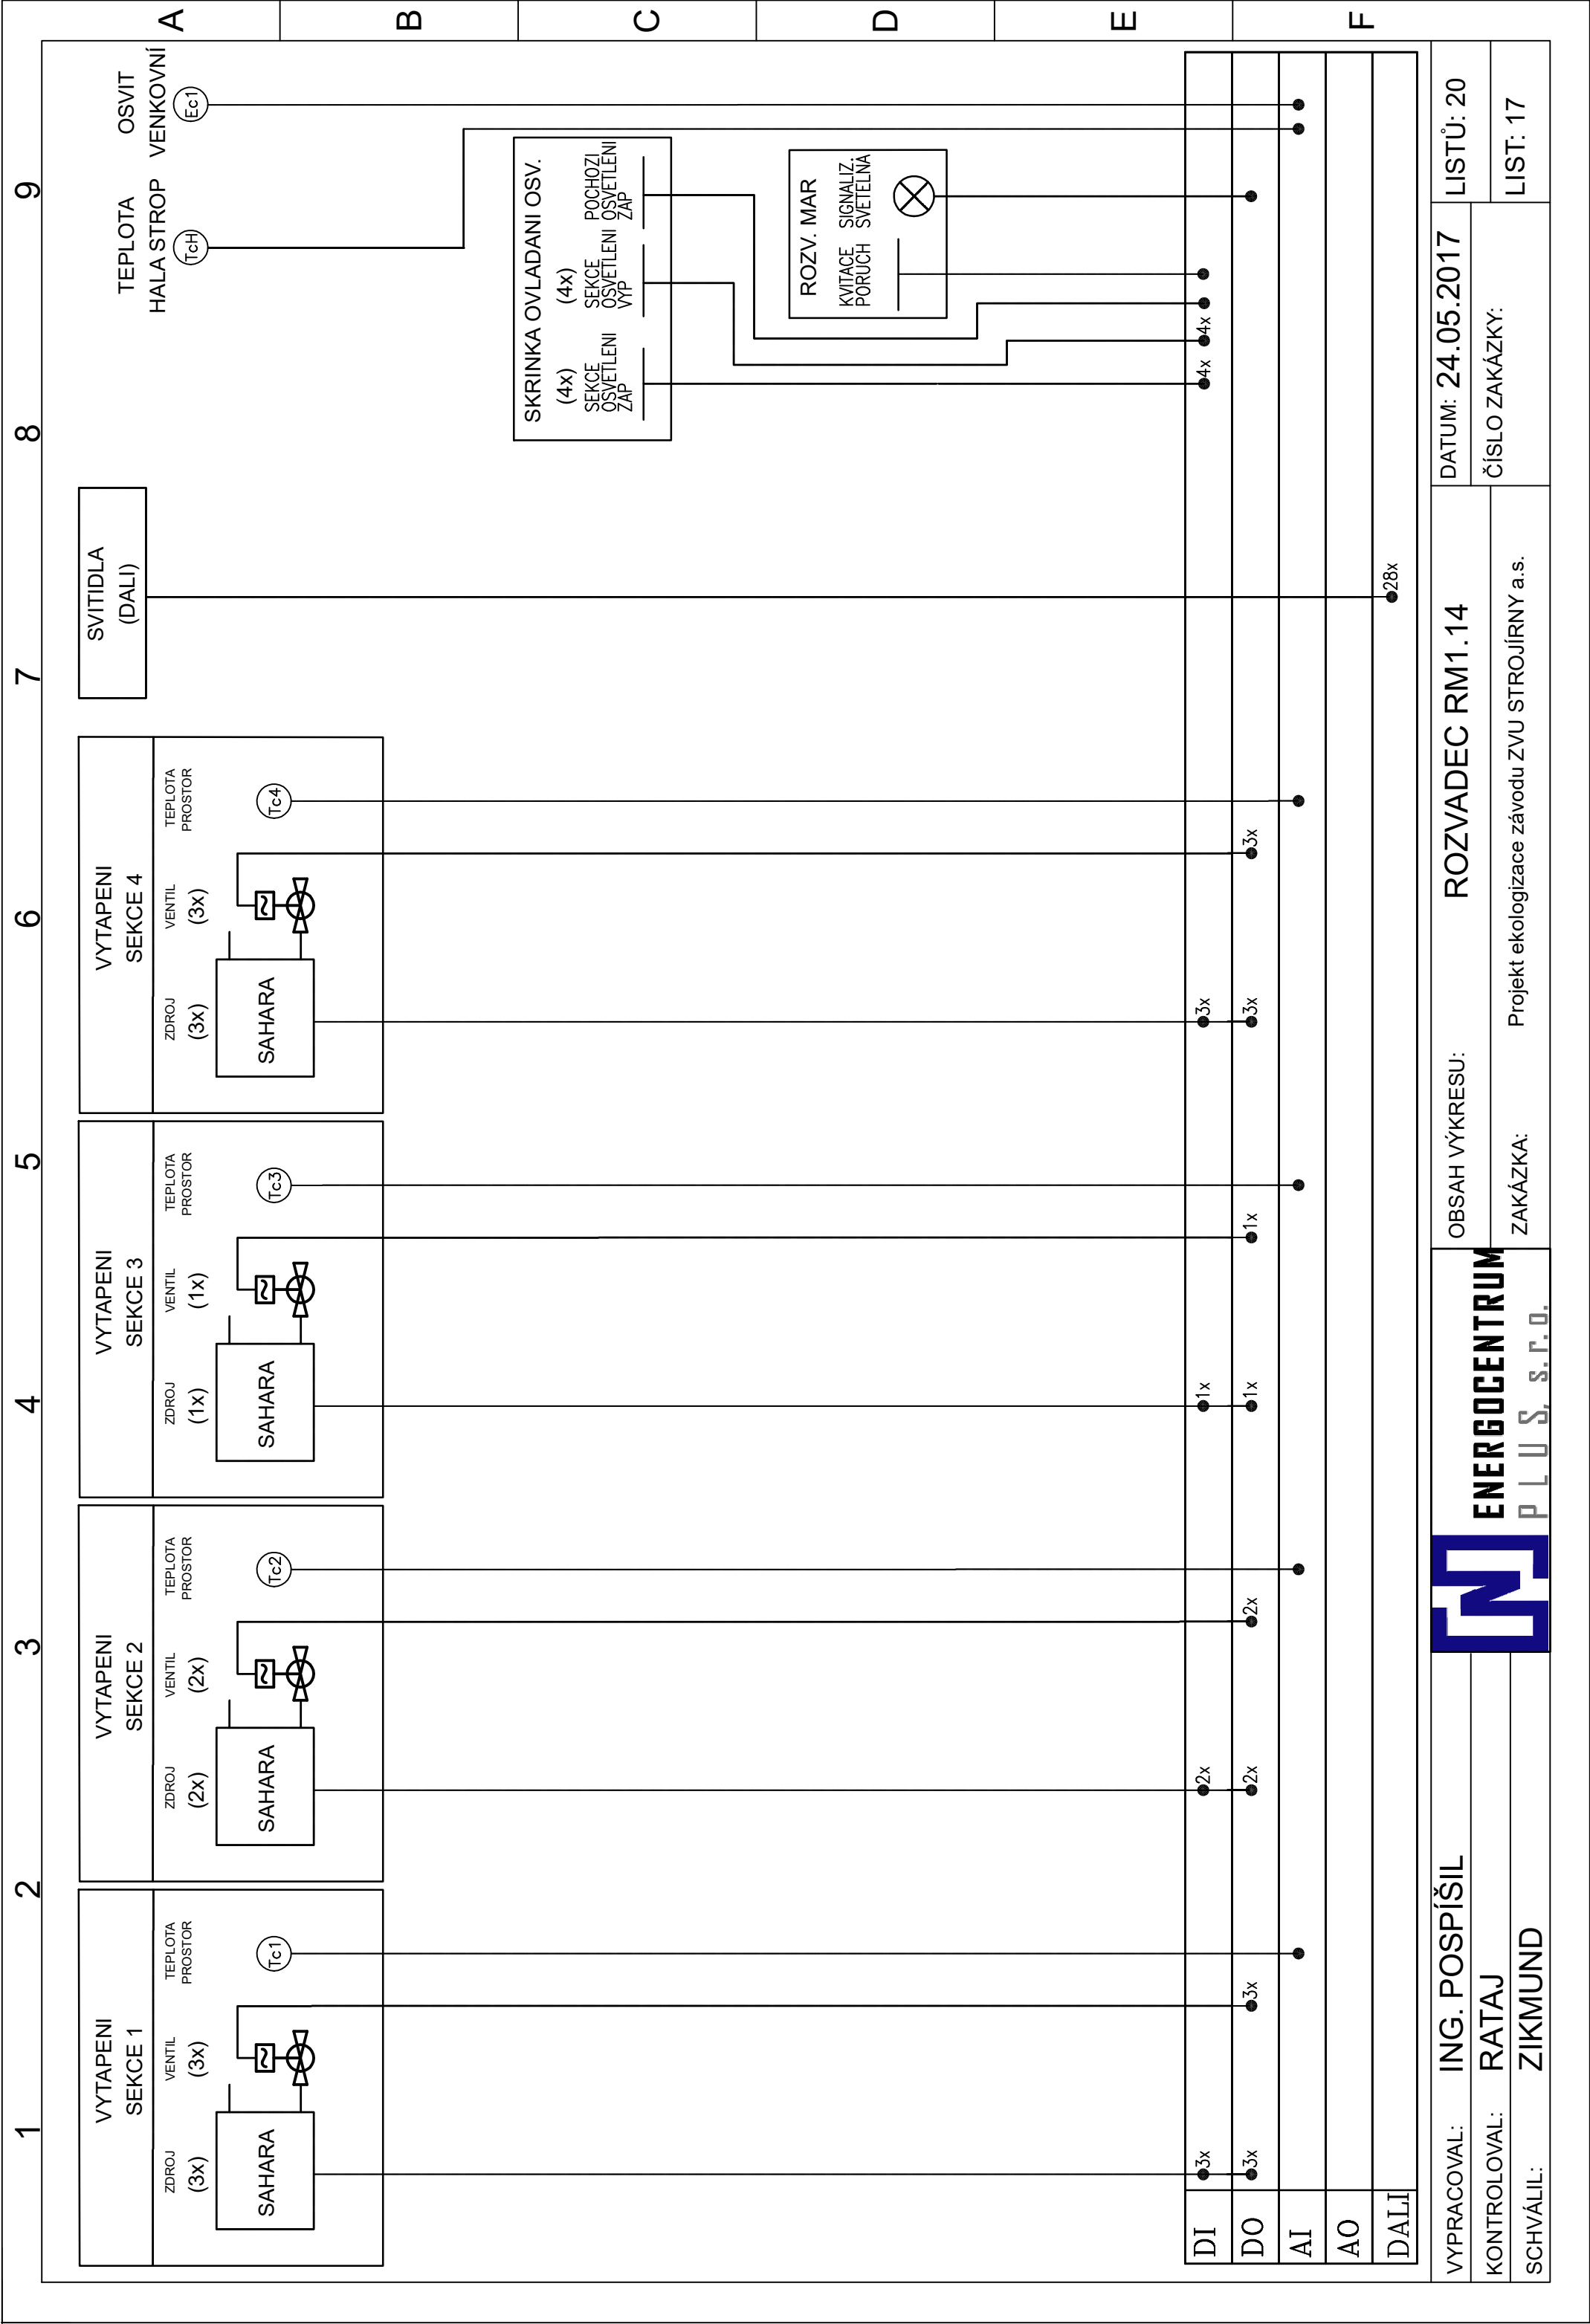 1 2 3 4 5 6 7 8 9
A
B
C
D
E
F
VYTAPENI
SEKCE 1
ZDROJ
(3x)
VENTIL
(3x)
TEPLOTA
PROSTOR
SAHARA
Tc1
VYTAPENI
SEKCE 2
ZDROJ
(2x)
VENTIL
(2x)
TEPLOTA
PROSTOR
SAHARA
Tc2
VYTAPENI
SEKCE 3
ZDROJ
(1x)
VENTIL
(1x)
TEPLOTA
PROSTOR
SAHARA
Tc3
VYTAPENI
SEKCE 4
ZDROJ
(3x)
VENTIL
(3x)
TEPLOTA
PROSTOR
SAHARA
Tc4
SVITIDLA
(DALI)
TEPLOTA
HALA STROP
TcH
OSVIT
VENKOVNÍ
Ec1
SKRINKA OVLADANI OSV.
(4x)
SEKCE
OSVETLENI
ZAP
(4x)
SEKCE
OSVETLENI
VYP
POCHOZI
OSVETLENI
ZAP
ROZV. MAR
KVITACE
PORUCH
SIGNALIZ.
SVETELNA
DI 3x 2x 1x 3x 4x 4x
DO 3x 3x 2x 2x 1x 1x 3x 3x
AI
AO
DALI 28x
VYPRACOVAL: ING. POSPÍŠIL
KONTROLOVAL: RATAJ
SCHVÁLIL: ZIKMUND
ENERGOCENTRUM
PLUS, s.r.o.
OBSAH VÝKRESU: ROZVADEC RM1.14
ZAKÁZKA: Projekt ekologizace závodu ZVU STROJÍRNY a.s.
DATUM: 24.05.2017
ČÍSLO ZAKÁZKY:
LISTŮ: 20
LIST: 17